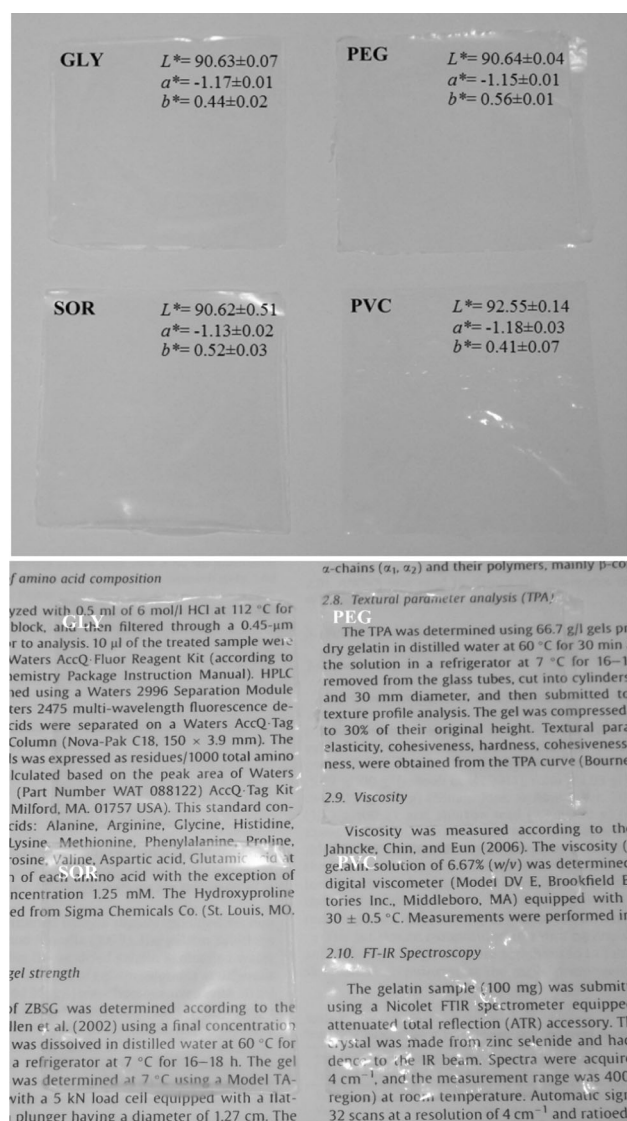 GLY
L*= 90.63±0.07
a*= -1.17±0.01
b*= 0.44±0.02
PEG
L*= 90.64±0.04
a*= -1.15±0.01
b*= 0.56±0.01
SOR
L*= 90.62±0.51
a*= -1.13±0.02
b*= 0.52±0.03
PVC
L*= 92.55±0.14
a*= -1.18±0.03
b*= 0.41±0.07
f amino acid composition
yzed with 0.5 ml of 6 mol/l HCl at 112 °C for
GLY
block, and then filtered through a 0.45-μm
r to analysis. 10 μl of the treated sample were
Waters AccQ·Fluor Reagent Kit (according to
emistry Package Instruction Manual). HPLC
ned using a Waters 2996 Separation Module
ters 2475 multi-wavelength fluorescence de-
cids were separated on a Waters AccQ·Tag
Column (Nova-Pak C18, 150 × 3.9 mm). The
ls was expressed as residues/1000 total amino
lculated based on the peak area of Waters
(Part Number WAT 088122) AccQ·Tag Kit
Milford, MA. 01757 USA). This standard con-
cids: Alanine, Arginine, Glycine, Histidine,
Lysine, Methionine, Phenylalanine, Proline,
rosine, Valine, Aspartic acid, Glutamic acid at
SOR
n of each amino acid with the exception of
ncentration 1.25 mM. The Hydroxyproline
ed from Sigma Chemicals Co. (St. Louis, MO.
gel strength
of ZBSG was determined according to the
llen et al. (2002) using a final concentration
was dissolved in distilled water at 60 °C for
a refrigerator at 7 °C for 16–18 h. The gel
was determined at 7 °C using a Model TA-
with a 5 kN load cell equipped with a flat-
plunger having a diameter of 1.27 cm. The
α-chains (α1, α2) and their polymers, mainly β-co
2.8. Textural parameter analysis (TPA)
PEG
The TPA was determined using 66.7 g/l gels pr
dry gelatin in distilled water at 60 °C for 30 min
the solution in a refrigerator at 7 °C for 16–1
removed from the glass tubes, cut into cylinders
and 30 mm diameter, and then submitted to
texture profile analysis. The gel was compressed
to 30% of their original height. Textural para
elasticity, cohesiveness, hardness, cohesiveness
ness, were obtained from the TPA curve (Bourne
2.9. Viscosity
Viscosity was measured according to the
Jahncke, Chin, and Eun (2006). The viscosity (
PVC
gelatin solution of 6.67% (w/v) was determined
digital viscometer (Model DV E, Brookfield E
tories Inc., Middleboro, MA) equipped with
30 ± 0.5 °C. Measurements were performed in
2.10. FT-IR Spectroscopy
The gelatin sample (100 mg) was submit
using a Nicolet FTIR spectrometer equippe
attenuated total reflection (ATR) accessory. T
crystal was made from zinc selenide and had
dence to the IR beam. Spectra were acquire
4 cm⁻¹, and the measurement range was 400
region) at room temperature. Automatic sign
32 scans at a resolution of 4 cm⁻¹ and ratioed